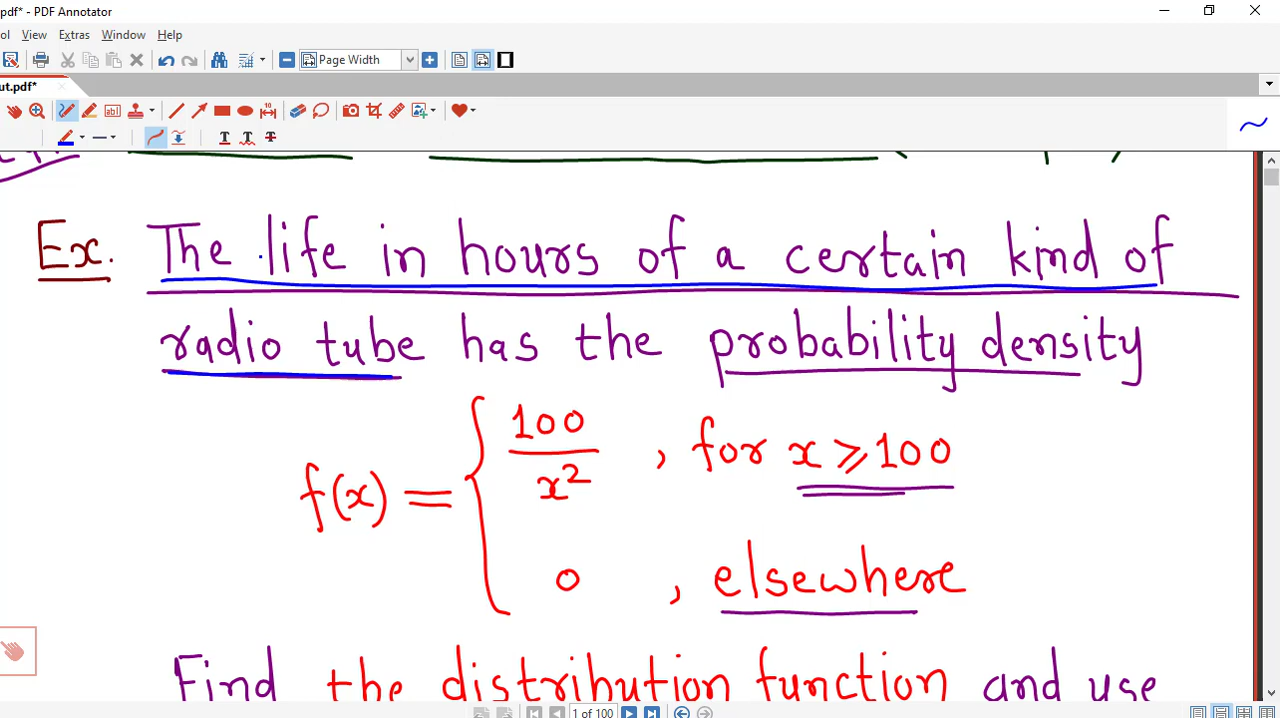 .pdf* - PDF Annotator
ol View Extras Window Help
Page Width
ut.pdf*
Ex. The life in hours of a certain kind of
radio tube has the probability density
f(x) = { 100/x² , for x ⩾ 100
0 , elsewhere
Find the distribution function and use
1 of 100